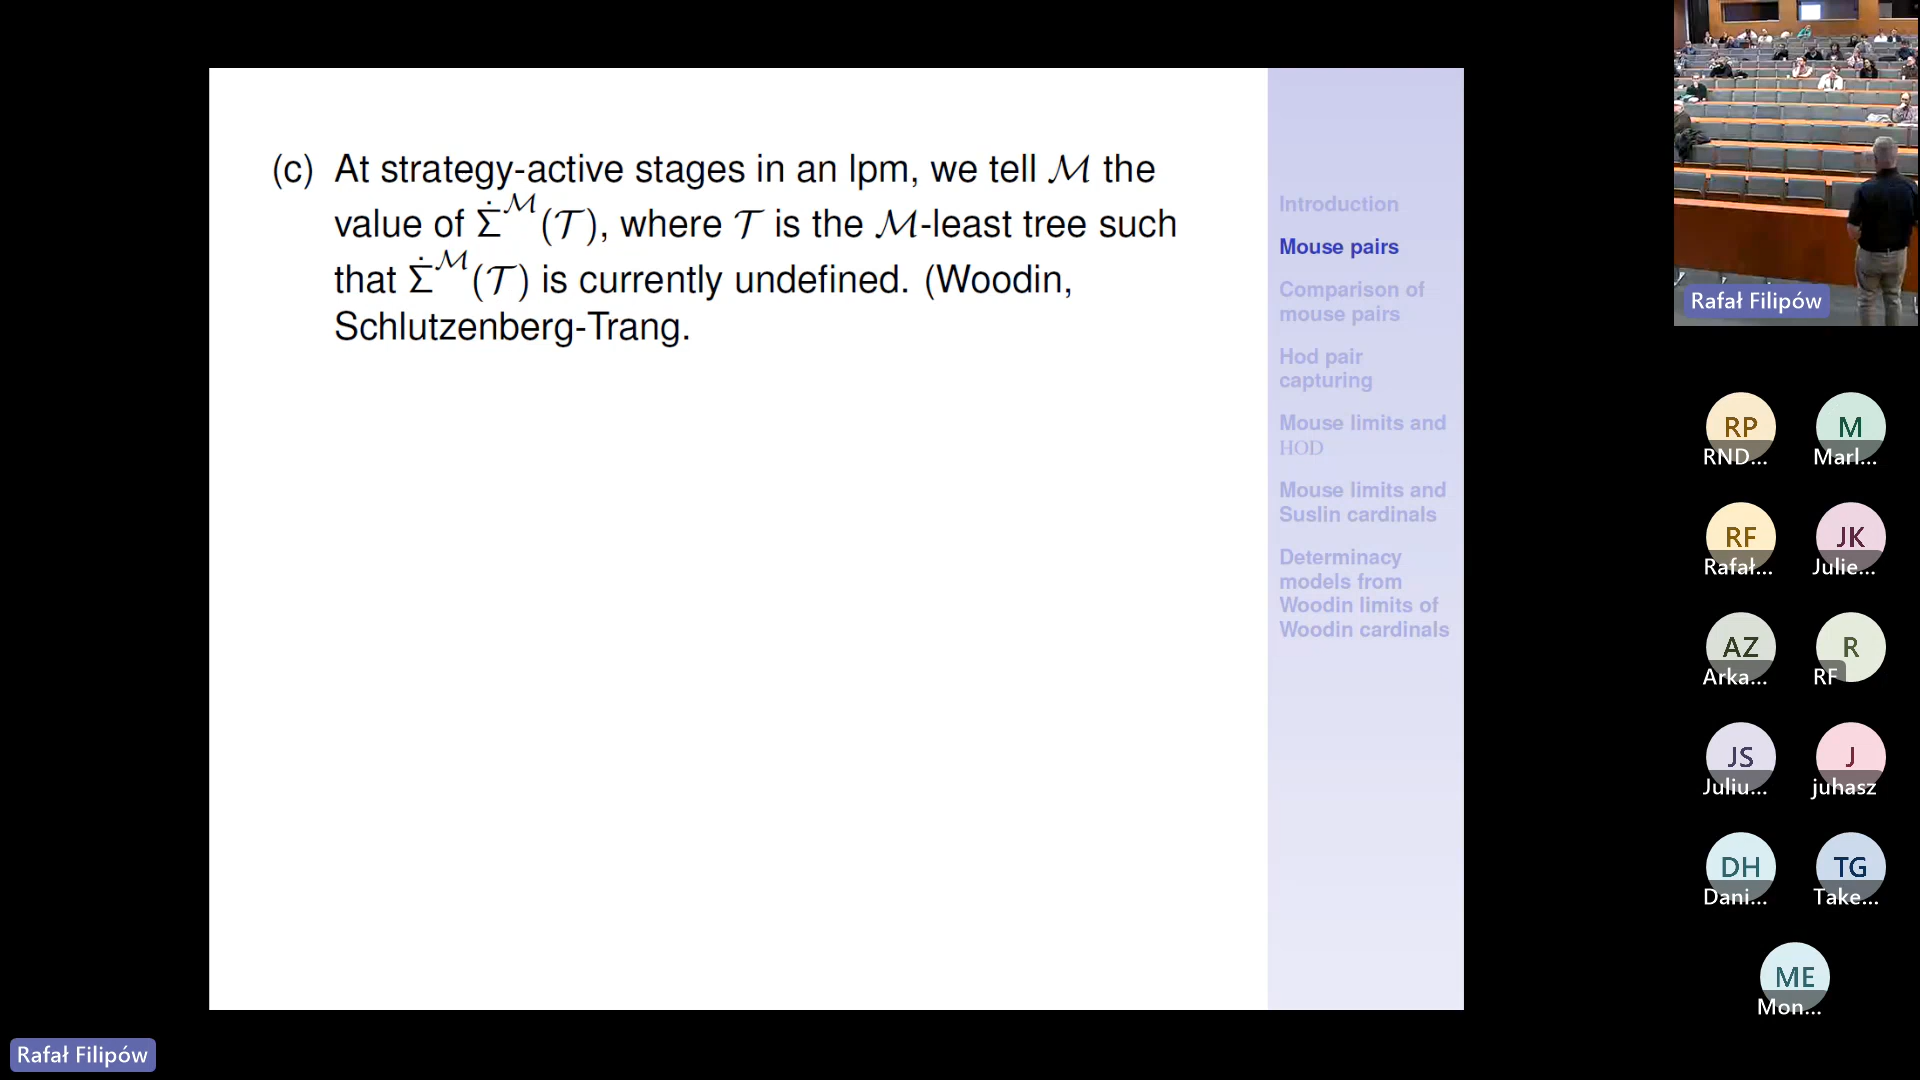 (c) At strategy-active stages in an lpm, we tell ℳ the
value of Σ̇^ℳ(𝒯), where 𝒯 is the ℳ-least tree such
that Σ̇^ℳ(𝒯) is currently undefined. (Woodin,
Schlutzenberg-Trang.
Introduction
Mouse pairs
Comparison of
mouse pairs
Hod pair
capturing
Mouse limits and
HOD
Mouse limits and
Suslin cardinals
Determinacy
models from
Woodin limits of
Woodin cardinals
Rafał Filipów
RP
RND...
M
Marl...
RF
Rafał...
JK
Julie...
AZ
Arka...
R
RF
JS
Juliu...
J
juhasz
DH
Dani...
TG
Take...
ME
Mon...
Rafał Filipów